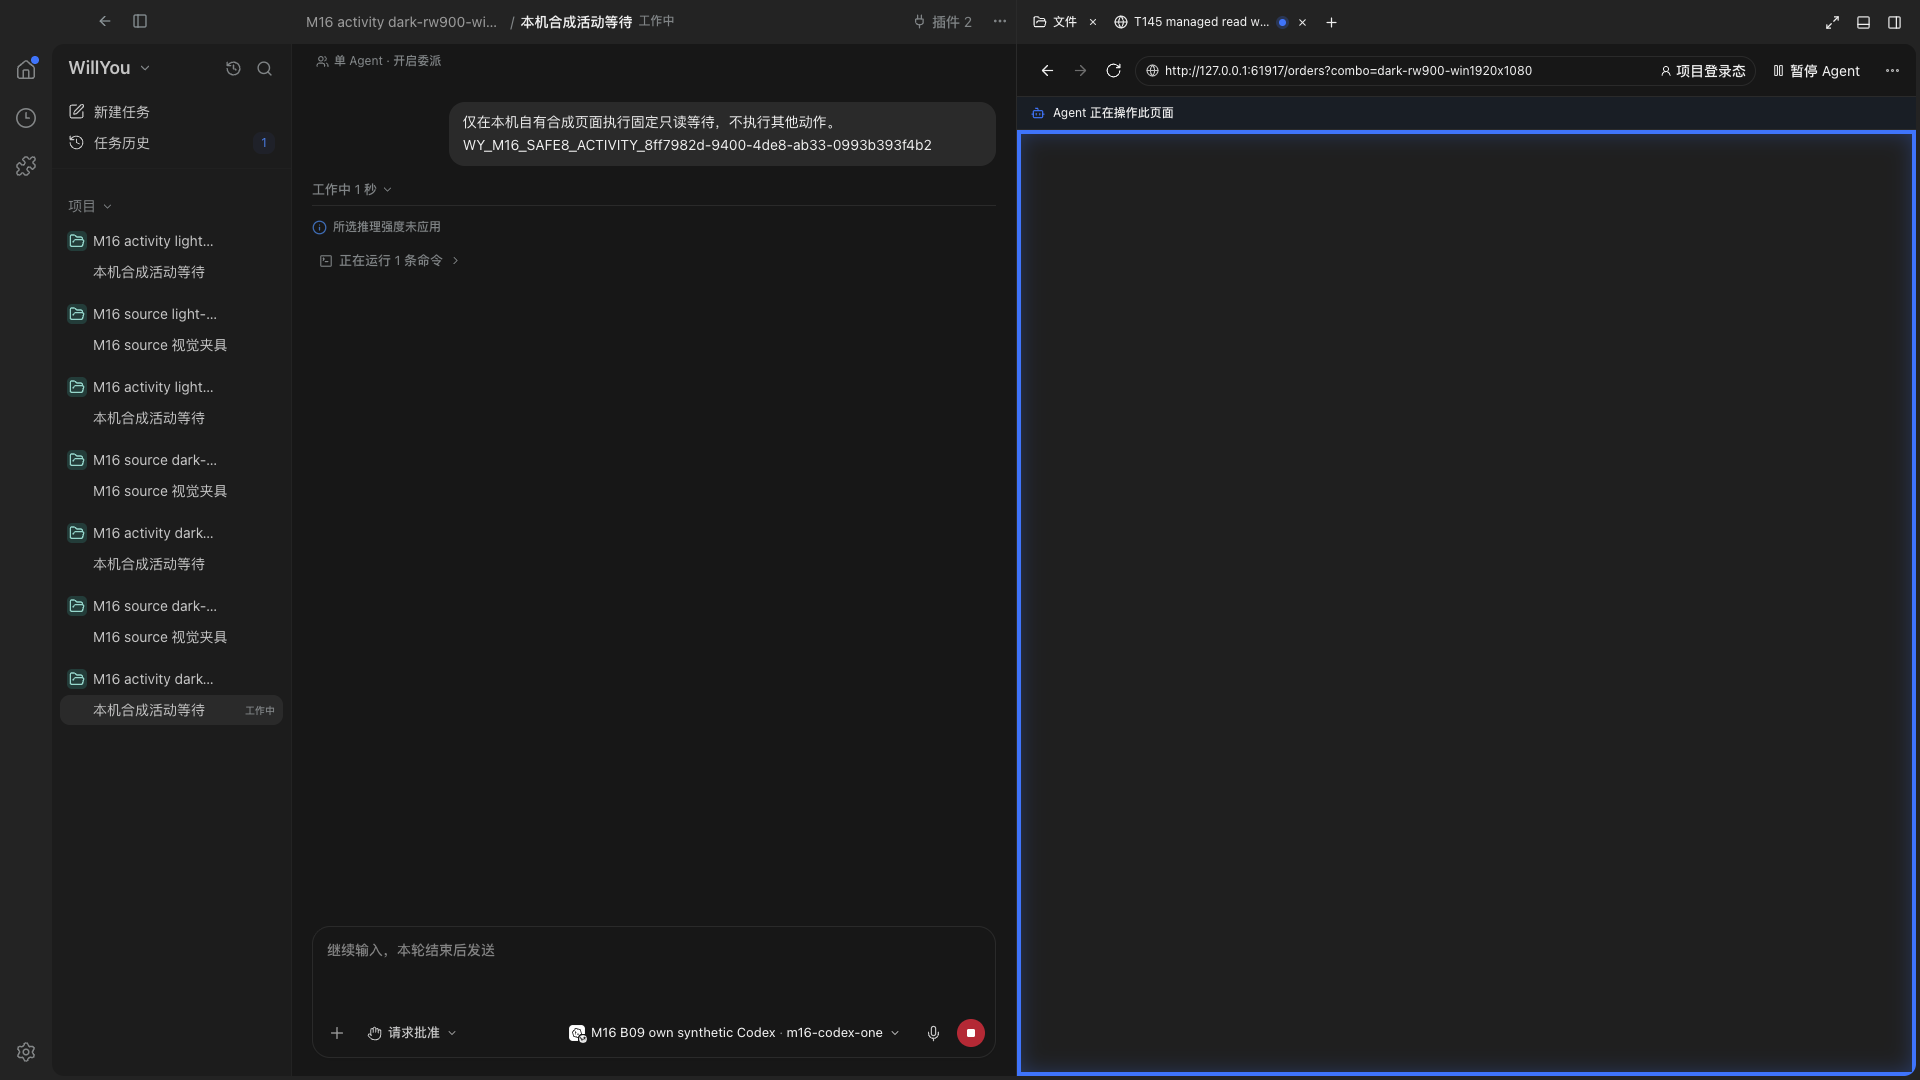 M16 activity dark-rw900-wi... / 本机合成活动等待 工作中
插件 2
文件
T145 managed read w...
WillYou
新建任务
任务历史 1
项目
M16 activity light...
本机合成活动等待
M16 source light-...
M16 source 视觉夹具
M16 activity light...
本机合成活动等待
M16 source dark-...
M16 source 视觉夹具
M16 activity dark...
本机合成活动等待
M16 source dark-...
M16 source 视觉夹具
M16 activity dark...
本机合成活动等待 工作中
单 Agent · 开启委派
仅在本机自有合成页面执行固定只读等待，不执行其他动作。
WY_M16_SAFE8_ACTIVITY_8ff7982d-9400-4de8-ab33-0993b393f4b2
工作中 1 秒
所选推理强度未应用
正在运行 1 条命令
继续输入，本轮结束后发送
请求批准
M16 B09 own synthetic Codex · m16-codex-one
http://127.0.0.1:61917/orders?combo=dark-rw900-win1920x1080
项目登录态
暂停 Agent
Agent 正在操作此页面